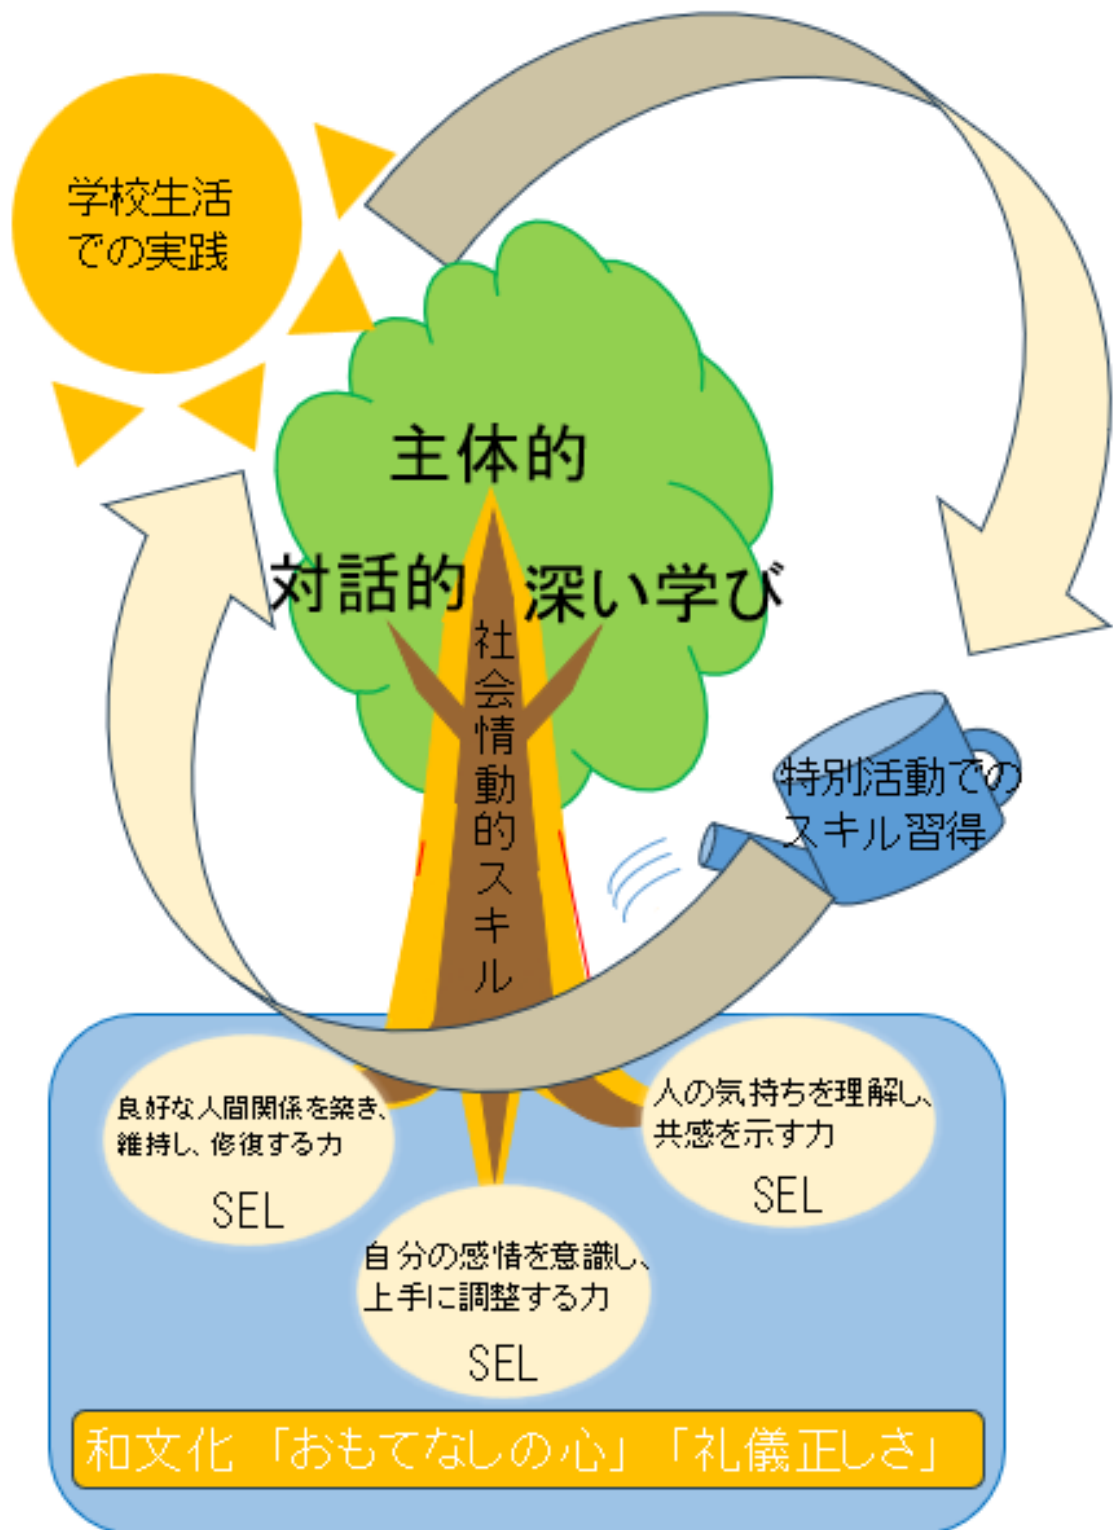 学校生活
での実践
主体的
対話的
深い学び
社会情動的スキル
特別活動での
スキル習得
良好な人間関係を築き、
維持し、修復する力
SEL
人の気持ちを理解し、
共感を示す力
SEL
自分の感情を意識し、
上手に調整する力
SEL
和文化「おもてなしの心」「礼儀正しさ」